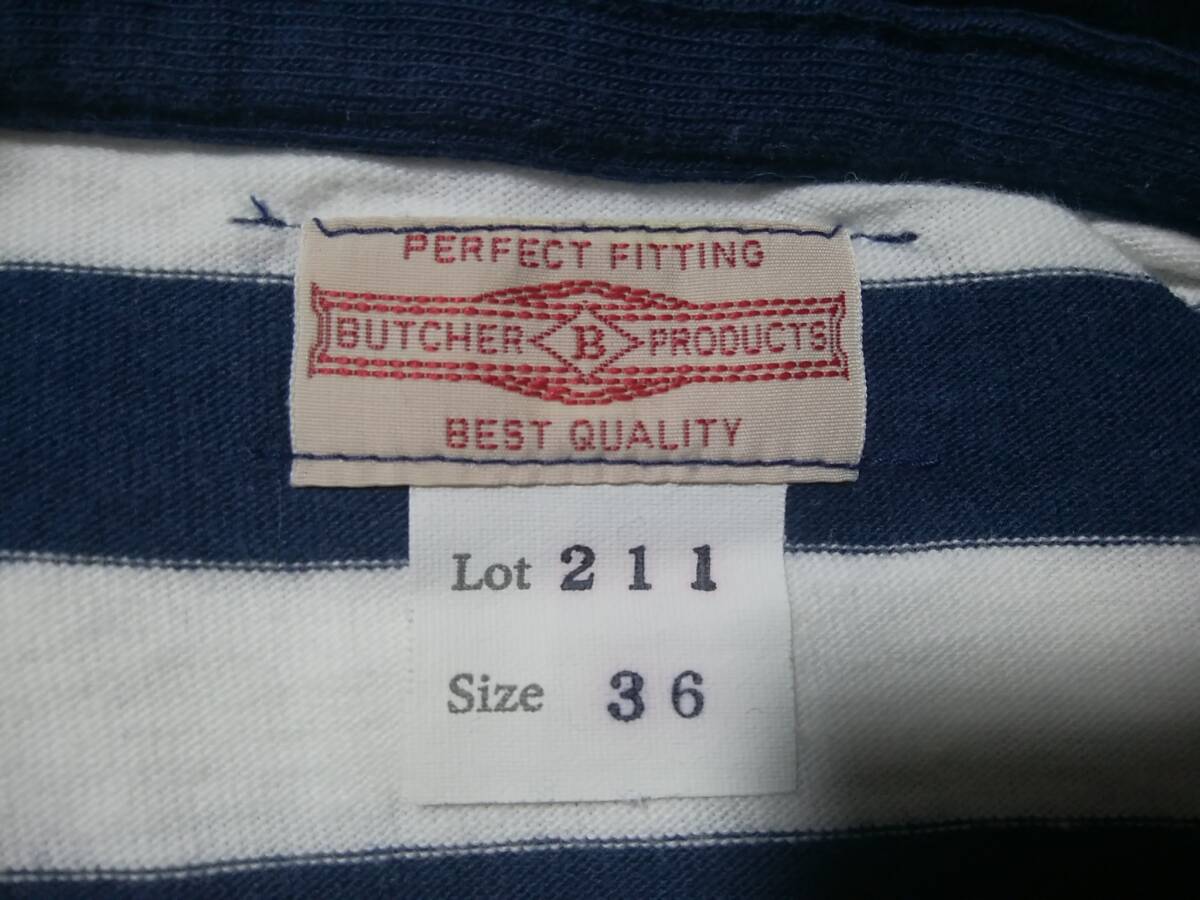 PERFECT FITTING
BUTCHER B PRODUCTS
BEST QUALITY
Lot 211
Size 36